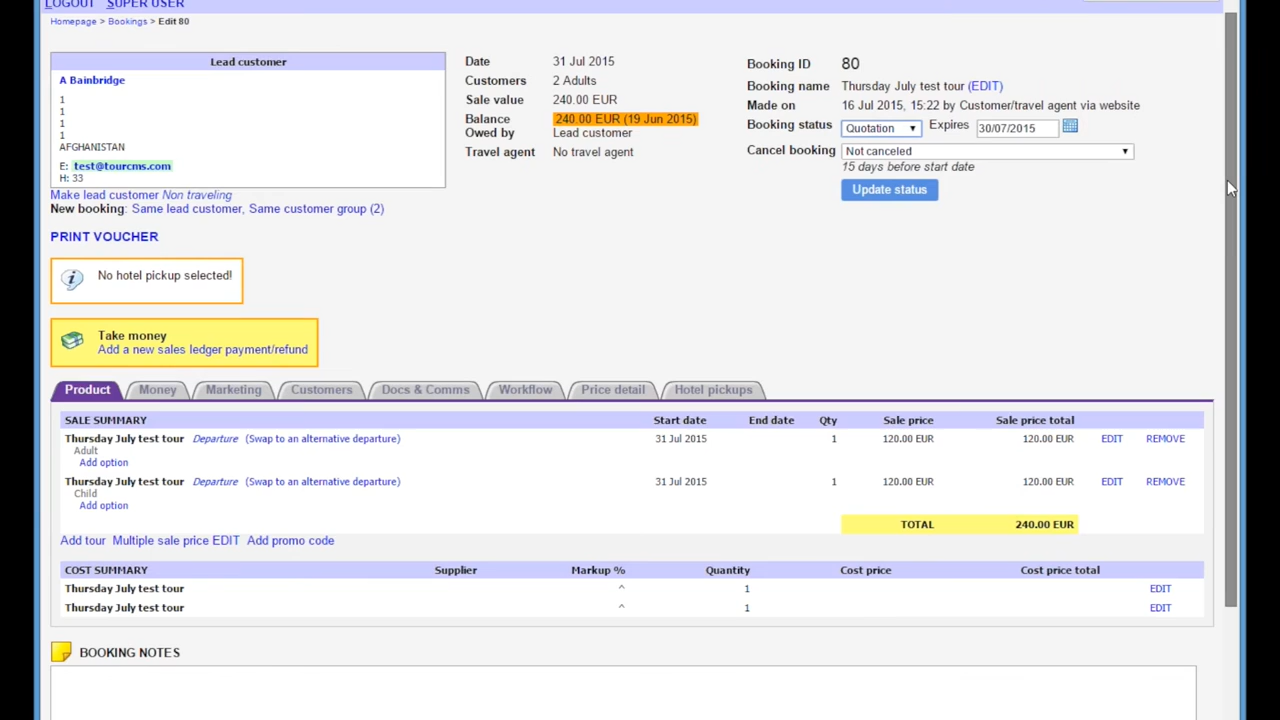 LOGOUT SUPER USER
Homepage > Bookings > Edit 80
Lead customer
A Bainbridge
1
1
1
1
AFGHANISTAN
E: test@tourcms.com
H: 33
Make lead customer Non traveling
New booking: Same lead customer, Same customer group (2)
Date 31 Jul 2015
Customers 2 Adults
Sale value 240.00 EUR
Balance 240.00 EUR (19 Jun 2015)
Owed by Lead customer
Travel agent No travel agent
Booking ID 80
Booking name Thursday July test tour (EDIT)
Made on 16 Jul 2015, 15:22 by Customer/travel agent via website
Booking status Quotation Expires 30/07/2015
Cancel booking Not canceled
15 days before start date
Update status
PRINT VOUCHER
No hotel pickup selected!
Take money
Add a new sales ledger payment/refund
Product Money Marketing Customers Docs & Comms Workflow Price detail Hotel pickups
SALE SUMMARY Start date End date Qty Sale price Sale price total
Thursday July test tour Departure (Swap to an alternative departure) 31 Jul 2015 1 120.00 EUR 120.00 EUR EDIT REMOVE
Adult
Add option
Thursday July test tour Departure (Swap to an alternative departure) 31 Jul 2015 1 120.00 EUR 120.00 EUR EDIT REMOVE
Child
Add option
TOTAL 240.00 EUR
Add tour Multiple sale price EDIT Add promo code
COST SUMMARY Supplier Markup % Quantity Cost price Cost price total
Thursday July test tour ^ 1 EDIT
Thursday July test tour ^ 1 EDIT
BOOKING NOTES